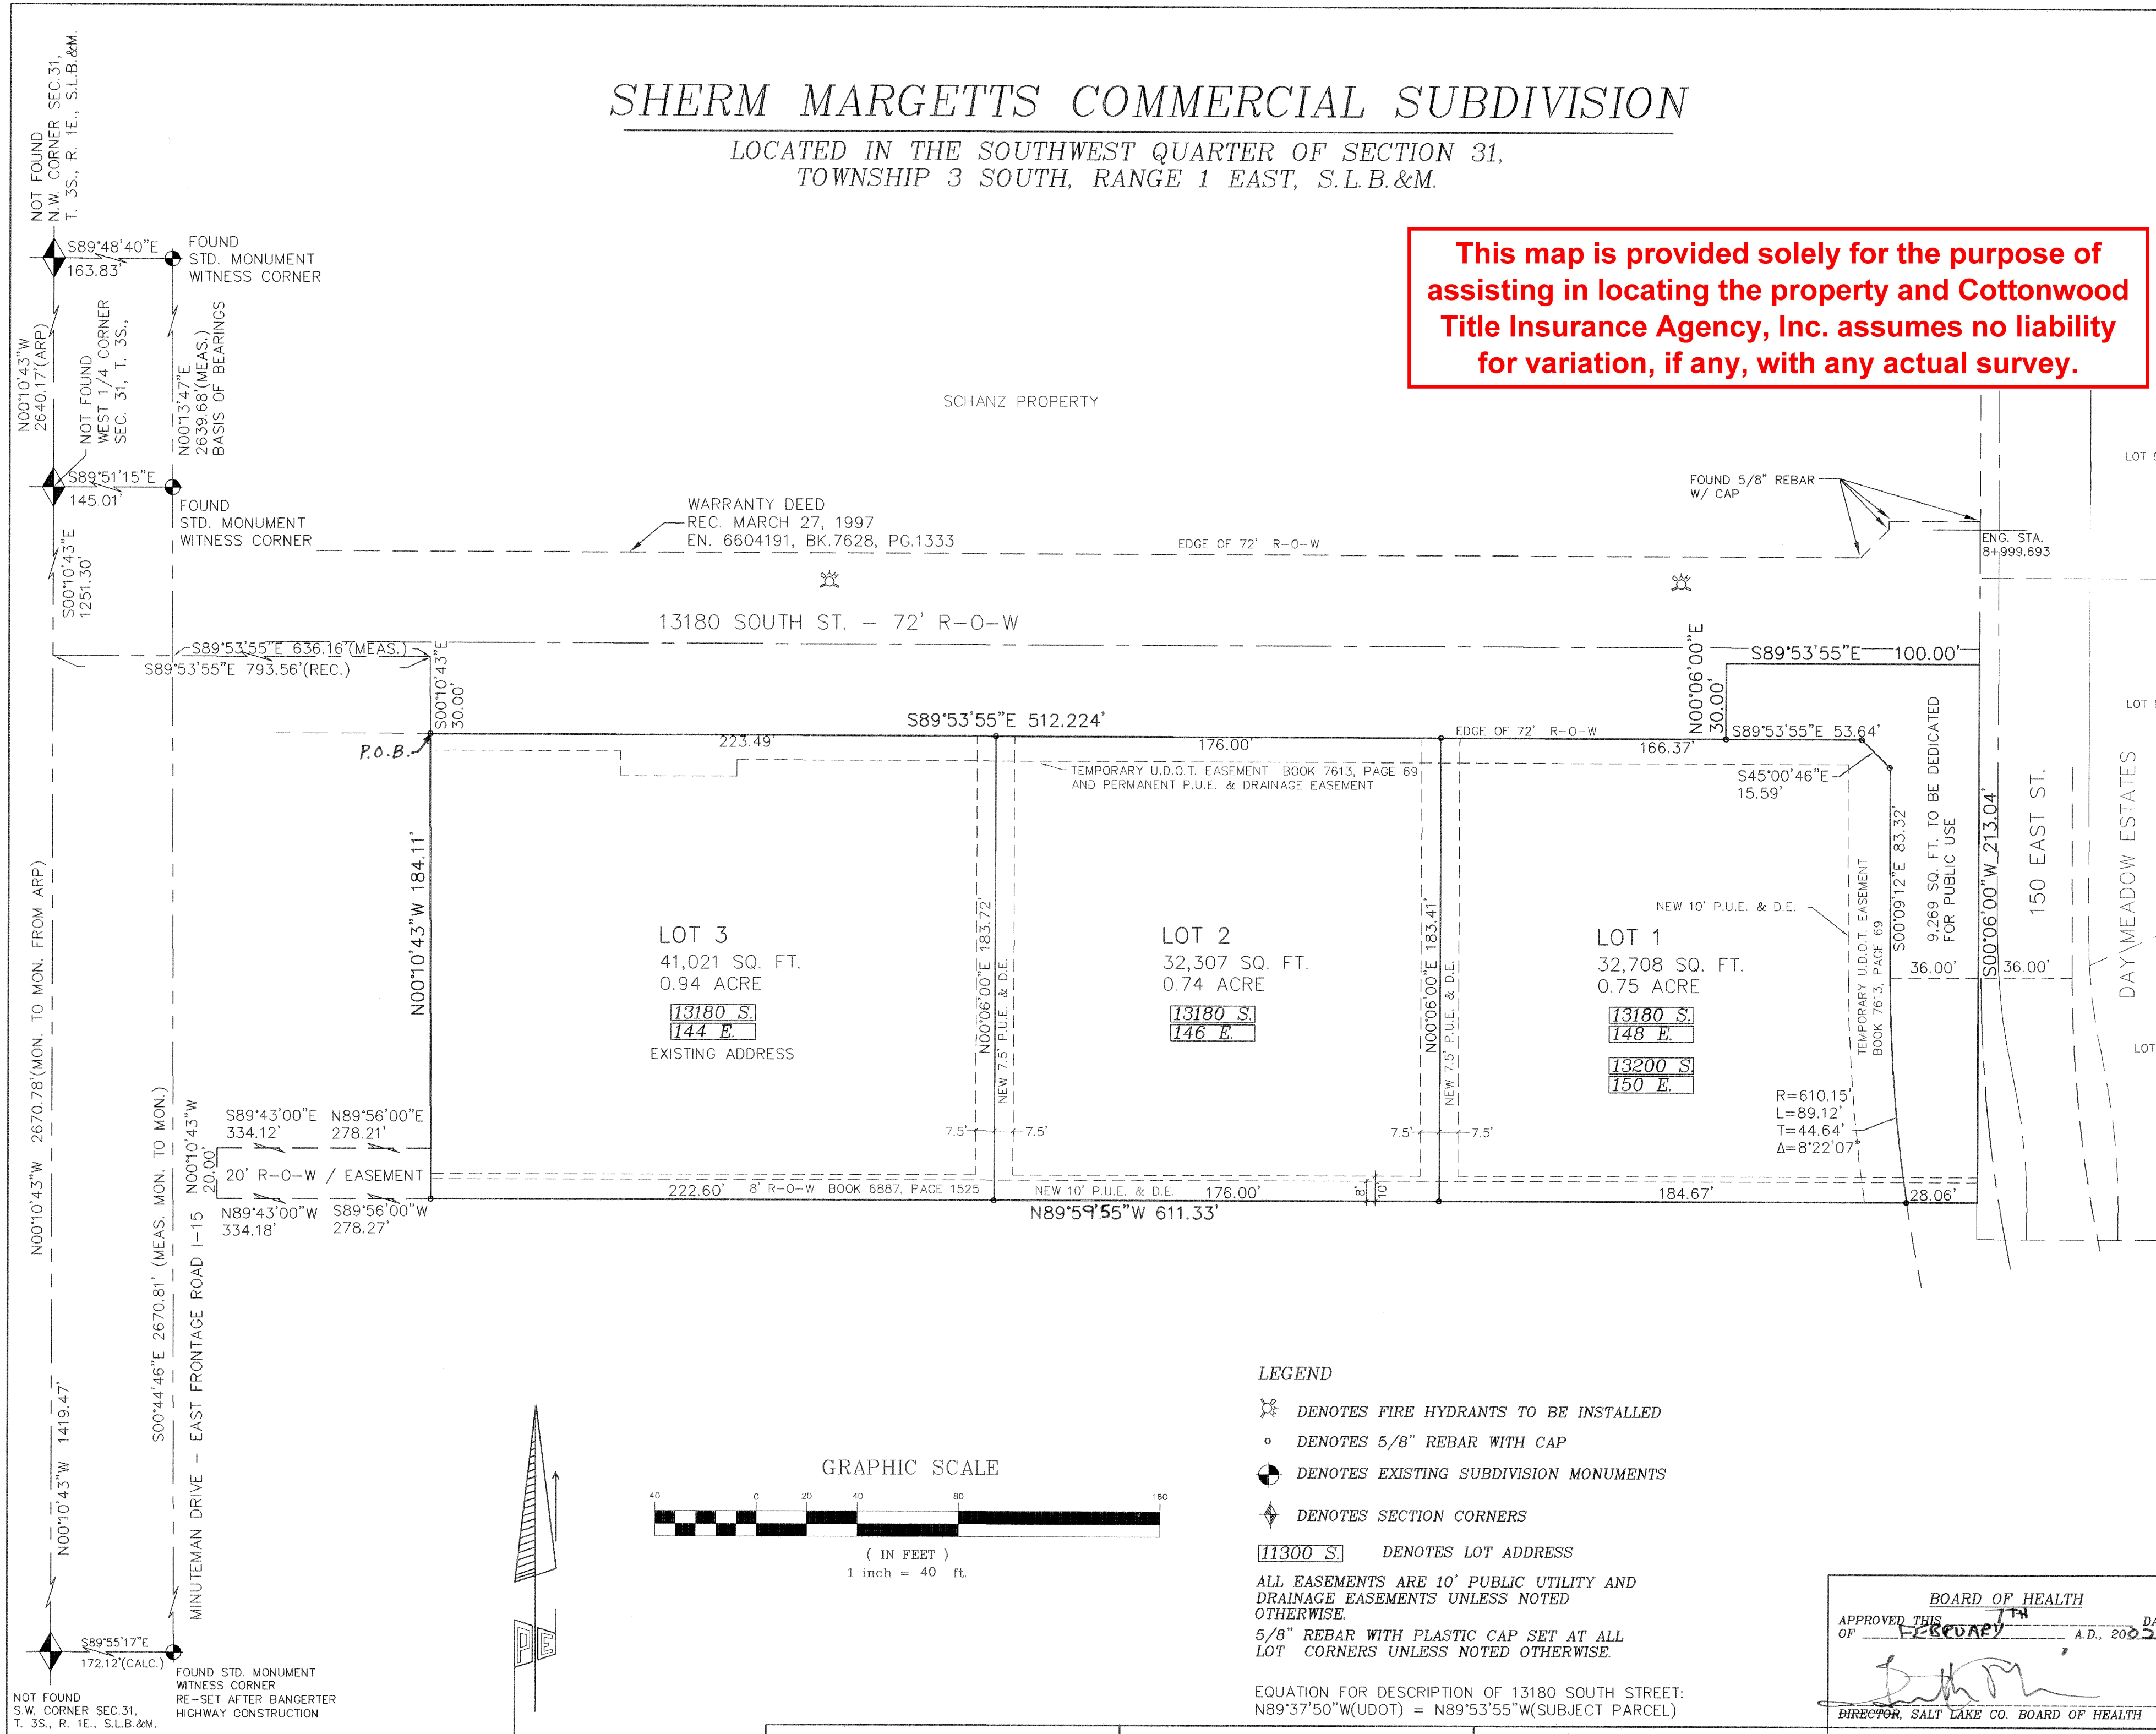 SHERM MARGETTS COMMERCIAL SUBDIVISION
LOCATED IN THE SOUTHWEST QUARTER OF SECTION 31,
TOWNSHIP 3 SOUTH, RANGE 1 EAST, S.L.B.&M.
This map is provided solely for the purpose of
assisting in locating the property and Cottonwood
Title Insurance Agency, Inc. assumes no liability
for variation, if any, with any actual survey.
NOT FOUND
N.W. CORNER SEC.31,
T. 3S., R. 1E., S.L.B.&M.
S89°48'40"E
163.83'
FOUND
STD. MONUMENT
WITNESS CORNER
N00°10'43"W
2640.17'(ARP)
NOT FOUND
WEST 1/4 CORNER
SEC. 31, T. 3S.,
N00°13'47"E
2639.68'(MEAS.)
BASIS OF BEARINGS
S89°51'15"E
145.01'
FOUND
STD. MONUMENT
WITNESS CORNER
S00°10'43"E
1251.30'
SCHANZ PROPERTY
WARRANTY DEED
REC. MARCH 27, 1997
EN. 6604191, BK.7628, PG.1333
EDGE OF 72' R-O-W
FOUND 5/8" REBAR
W/ CAP
ENG. STA.
8+999.693
LOT 9
13180 SOUTH ST. - 72' R-O-W
S89°53'55"E 636.16'(MEAS.)
S89°53'55"E 793.56'(REC.)
S00°10'43"E
30.00'
N00°06'00"E
30.00'
S89°53'55"E 100.00'
P.O.B.
S89°53'55"E 512.224'
223.49'
176.00'
EDGE OF 72' R-O-W
166.37'
S89°53'55"E 53.64'
TEMPORARY U.D.O.T. EASEMENT BOOK 7613, PAGE 69
AND PERMANENT P.U.E. & DRAINAGE EASEMENT
S45°00'46"E
15.59'
LOT 8
N00°10'43"W 184.11'
LOT 3
41,021 SQ. FT.
0.94 ACRE
13180 S.
144 E.
EXISTING ADDRESS
N00°06'00"E 183.72'
NEW 7.5' P.U.E. & D.E.
7.5'
7.5'
LOT 2
32,307 SQ. FT.
0.74 ACRE
13180 S.
146 E.
N00°06'00"E 183.41'
NEW 7.5' P.U.E. & D.E.
7.5'
7.5'
NEW 10' P.U.E. & D.E.
LOT 1
32,708 SQ. FT.
0.75 ACRE
13180 S.
148 E.
13200 S.
150 E.
TEMPORARY U.D.O.T. EASEMENT
BOOK 7613, PAGE 69
S00°09'12"E 83.32'
9,269 SQ. FT. TO BE DEDICATED
FOR PUBLIC USE
S00°06'00"W 213.04'
36.00'
36.00'
150 EAST ST.
DAYMEADOW ESTATES
LOT
R=610.15'
L=89.12'
T=44.64'
Δ=8°22'07"
N00°10'43"W 2670.78'(MON. TO MON. FROM ARP)
S00°44'46"E 2670.81' (MEAS. MON. TO MON.)
MINUTEMAN DRIVE - EAST FRONTAGE ROAD I-15
N00°10'43"W
20.00'
S89°43'00"E
334.12'
N89°56'00"E
278.21'
20' R-O-W / EASEMENT
N89°43'00"W
334.18'
S89°56'00"W
278.27'
222.60'
8' R-O-W BOOK 6887, PAGE 1525
NEW 10' P.U.E. & D.E.
176.00'
8'
10'
184.67'
28.06'
N89°59'55"W 611.33'
N00°10'43"W 1419.47'
S89°55'17"E
172.12'(CALC.)
FOUND STD. MONUMENT
WITNESS CORNER
RE-SET AFTER BANGERTER
HIGHWAY CONSTRUCTION
NOT FOUND
S.W. CORNER SEC.31,
T. 3S., R. 1E., S.L.B.&M.
PE
GRAPHIC SCALE
40 0 20 40 80 160
( IN FEET )
1 inch = 40 ft.
LEGEND
DENOTES FIRE HYDRANTS TO BE INSTALLED
DENOTES 5/8" REBAR WITH CAP
DENOTES EXISTING SUBDIVISION MONUMENTS
DENOTES SECTION CORNERS
11300 S. DENOTES LOT ADDRESS
ALL EASEMENTS ARE 10' PUBLIC UTILITY AND
DRAINAGE EASEMENTS UNLESS NOTED
OTHERWISE.
5/8" REBAR WITH PLASTIC CAP SET AT ALL
LOT CORNERS UNLESS NOTED OTHERWISE.
EQUATION FOR DESCRIPTION OF 13180 SOUTH STREET:
N89°37'50"W(UDOT) = N89°53'55"W(SUBJECT PARCEL)
BOARD OF HEALTH
APPROVED THIS 7TH DA
OF FEBRUARY A.D., 200
DIRECTOR, SALT LAKE CO. BOARD OF HEALTH